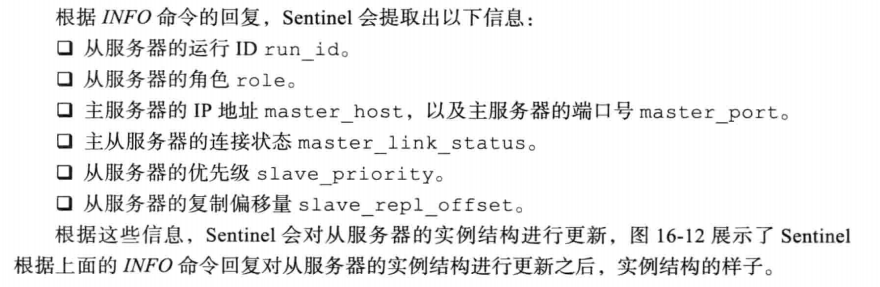 根据 INFO 命令的回复，Sentinel 会提取出以下信息：
❑ 从服务器的运行 ID run_id。
❑ 从服务器的角色 role。
❑ 主服务器的 IP 地址 master_host，以及主服务器的端口号 master_port。
❑ 主从服务器的连接状态 master_link_status。
❑ 从服务器的优先级 slave_priority。
❑ 从服务器的复制偏移量 slave_repl_offset。
根据这些信息，Sentinel 会对从服务器的实例结构进行更新，图 16-12 展示了 Sentinel
根据上面的 INFO 命令回复对从服务器的实例结构进行更新之后，实例结构的样子。